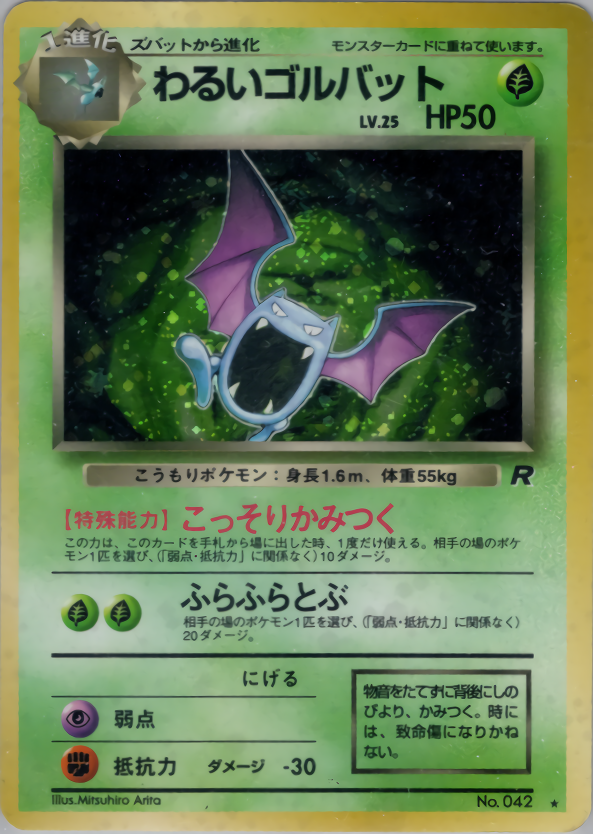 1進化 ズバットから進化 モンスターカードに重ねて使います。
わるいゴルバット
LV.25 HP50
こうもりポケモン:身長1.6m、体重55kg R
【特殊能力】こっそりかみつく
この力は、このカードを手札から場に出した時、1度だけ使える。相手の場のポケ
モン1匹を選び、(「弱点・抵抗力」に関係なく)10ダメージ。
ふらふらとぶ
相手の場のポケモン1匹を選び、(「弱点・抵抗力」に関係なく)
20ダメージ。
にげる
弱点
抵抗力 ダメージ -30
物音をたてずに背後にしの
びより、かみつく。時に
は、致命傷になりかね
ない。
Illus.Mitsuhiro Arita No.042 ★